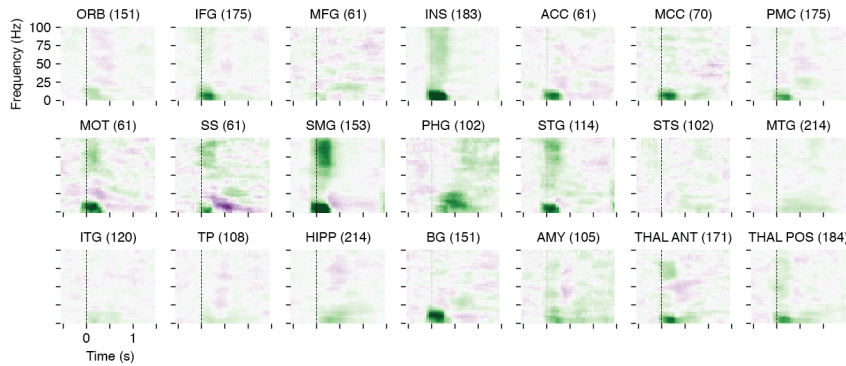 ORB (151) IFG (175) MFG (61) INS (183) ACC (61) MCC (70) PMC (175)
Frequency (Hz)
100
75
50
25
0
MOT (61) SS (61) SMG (153) PHG (102) STG (114) STS (102) MTG (214)
ITG (120) TP (108) HIPP (214) BG (151) AMY (105) THAL ANT (171) THAL POS (184)
0 1
Time (s)